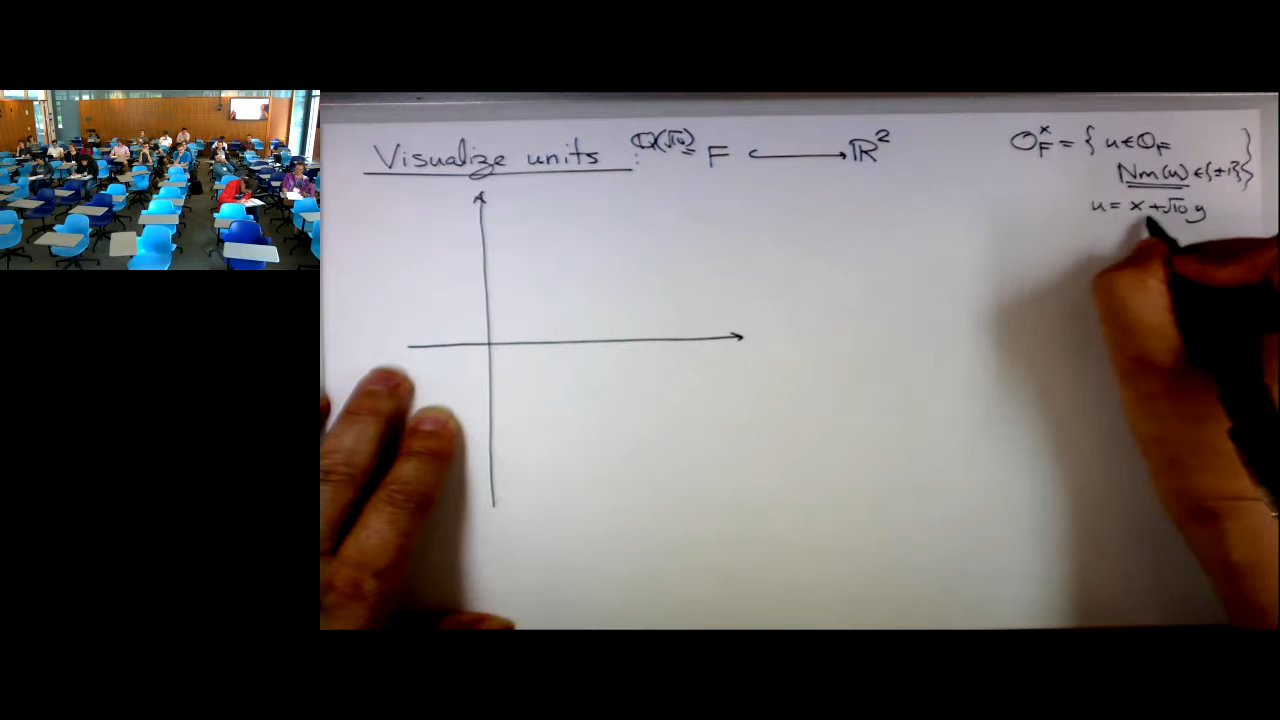 Visualize units : ℚ(√10) = F ⟷ ℝ²
O_F^× = { u ∈ O_F
Nm(u) ∈ {±1} }
u = x + √10 y